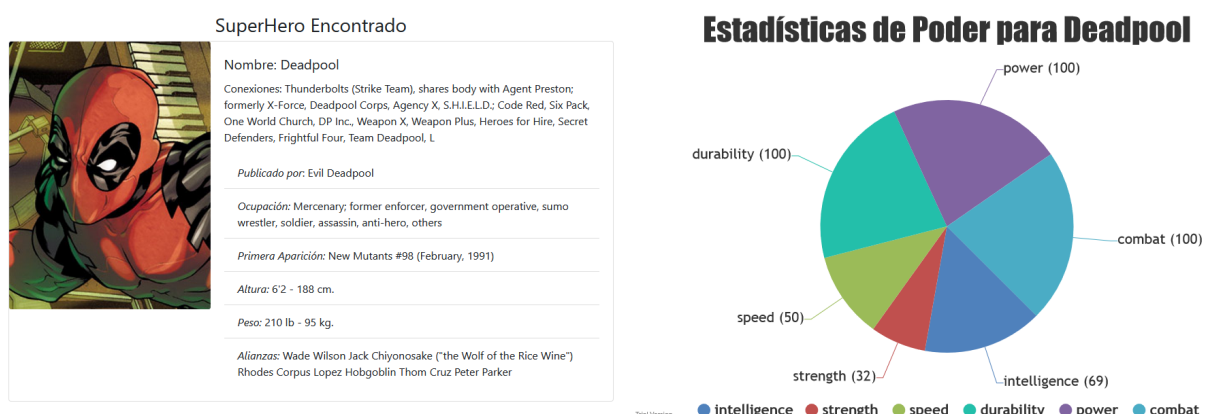 SuperHero Encontrado
Nombre: Deadpool
Conexiones: Thunderbolts (Strike Team), shares body with Agent Preston;
formerly X-Force, Deadpool Corps, Agency X, S.H.I.E.L.D.; Code Red, Six Pack,
One World Church, DP Inc., Weapon X, Weapon Plus, Heroes for Hire, Secret
Defenders, Frightful Four, Team Deadpool, L
Publicado por: Evil Deadpool
Ocupación: Mercenary; former enforcer, government operative, sumo
wrestler, soldier, assassin, anti-hero, others
Primera Aparición: New Mutants #98 (February, 1991)
Altura: 6'2 - 188 cm.
Peso: 210 lb - 95 kg.
Alianzas: Wade Wilson Jack Chiyonosake ("the Wolf of the Rice Wine")
Rhodes Corpus Lopez Hobgoblin Thom Cruz Peter Parker
Estadísticas de Poder para Deadpool
power (100)
durability (100)
combat (100)
speed (50)
strength (32)
intelligence (69)
Trial Version
intelligence strength speed durability power combat